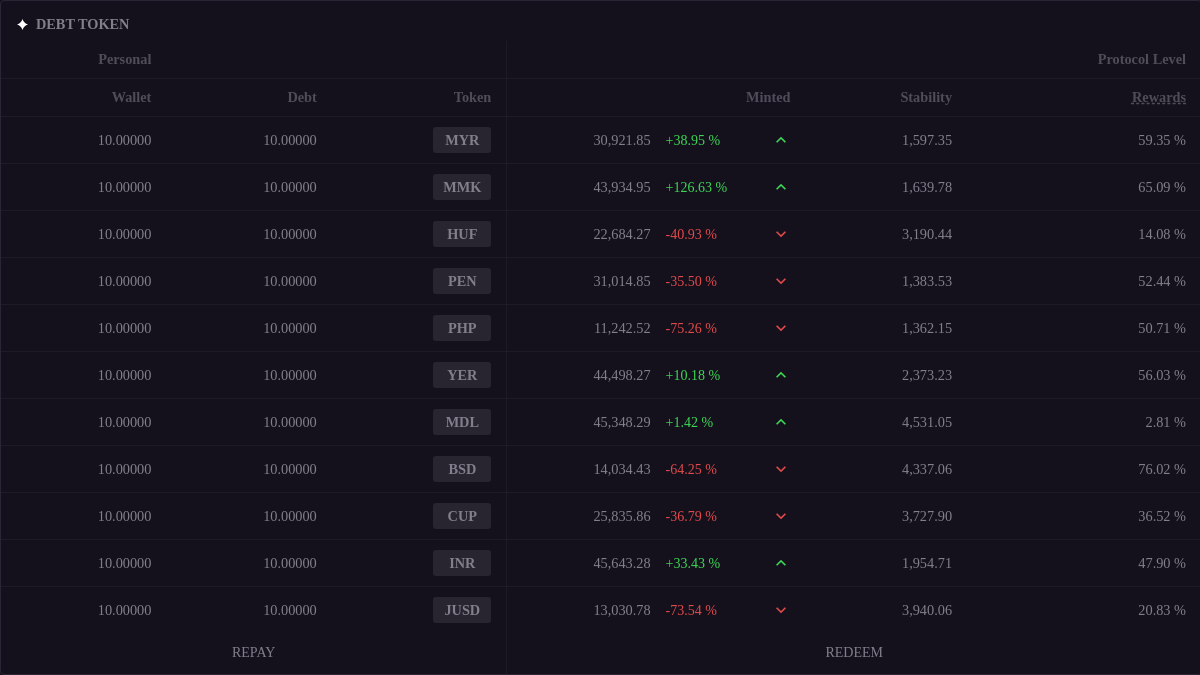 DEBT TOKEN
Personal Protocol Level
Wallet Debt Token Minted Stability Rewards
10.00000 10.00000 MYR 30,921.85 +38.95 % 1,597.35 59.35 %
10.00000 10.00000 MMK 43,934.95 +126.63 % 1,639.78 65.09 %
10.00000 10.00000 HUF 22,684.27 -40.93 % 3,190.44 14.08 %
10.00000 10.00000 PEN 31,014.85 -35.50 % 1,383.53 52.44 %
10.00000 10.00000 PHP 11,242.52 -75.26 % 1,362.15 50.71 %
10.00000 10.00000 YER 44,498.27 +10.18 % 2,373.23 56.03 %
10.00000 10.00000 MDL 45,348.29 +1.42 % 4,531.05 2.81 %
10.00000 10.00000 BSD 14,034.43 -64.25 % 4,337.06 76.02 %
10.00000 10.00000 CUP 25,835.86 -36.79 % 3,727.90 36.52 %
10.00000 10.00000 INR 45,643.28 +33.43 % 1,954.71 47.90 %
10.00000 10.00000 JUSD 13,030.78 -73.54 % 3,940.06 20.83 %
REPAY REDEEM